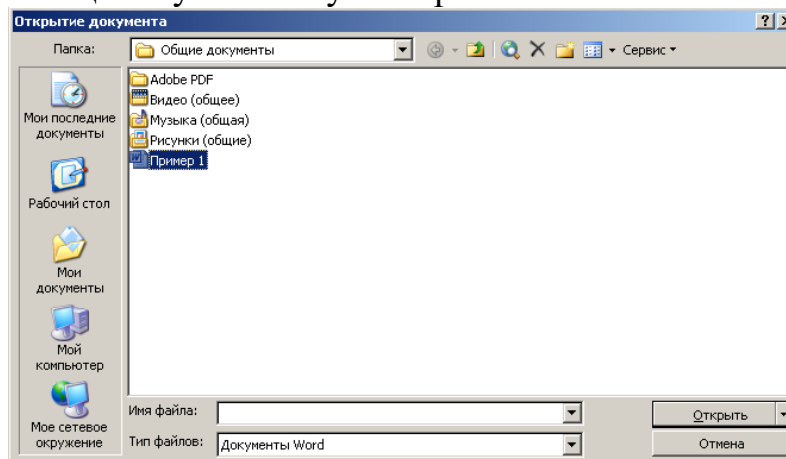 Открытие документа
Папка:
Общие документы
Сервис
Мои последние
документы
Рабочий стол
Мои
документы
Мой
компьютер
Мое сетевое
окружение
Adobe PDF
Видео (общее)
Музыка (общая)
Рисунки (общие)
Пример 1
Имя файла:
Открыть
Тип файлов:
Документы Word
Отмена